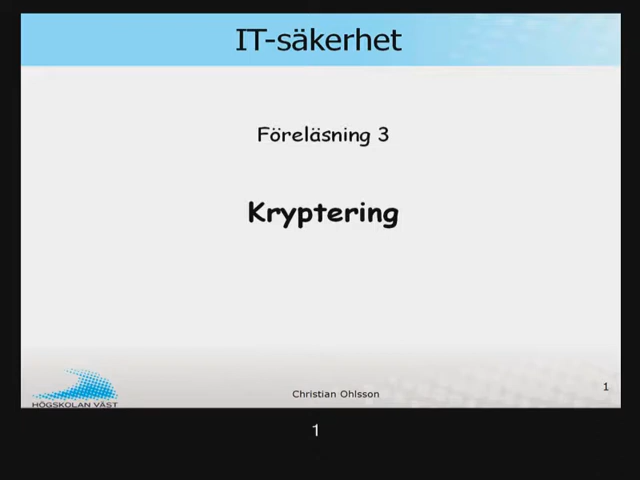 IT-säkerhet
Föreläsning 3
Kryptering
HÖGSKOLAN VÄST
Christian Ohlsson
1
1